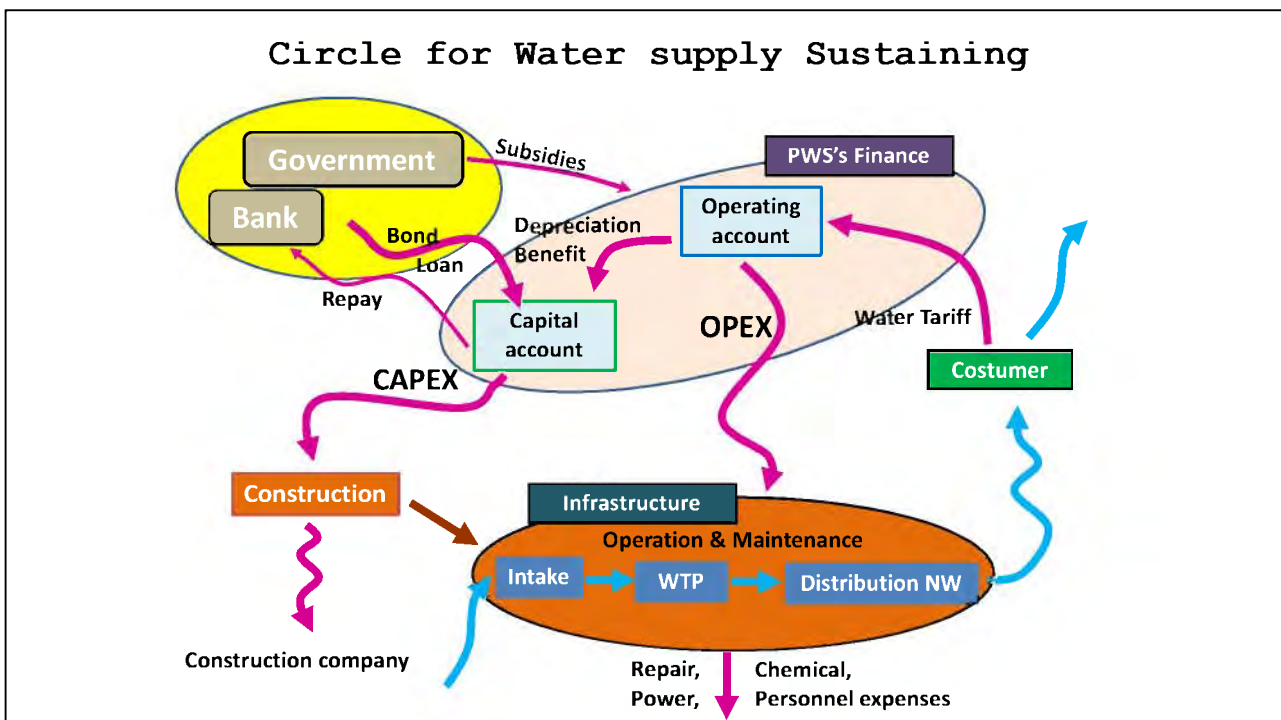 Circle for Water supply Sustaining
Government
Bank
Subsidies
PWS's Finance
Operating
account
Depreciation
Benefit
Bond
Loan
Repay
Capital
account
OPEX
Water Tariff
Costumer
CAPEX
Construction
Infrastructure
Operation & Maintenance
Intake
WTP
Distribution NW
Construction company
Repair,
Power,
Chemical,
Personnel expenses